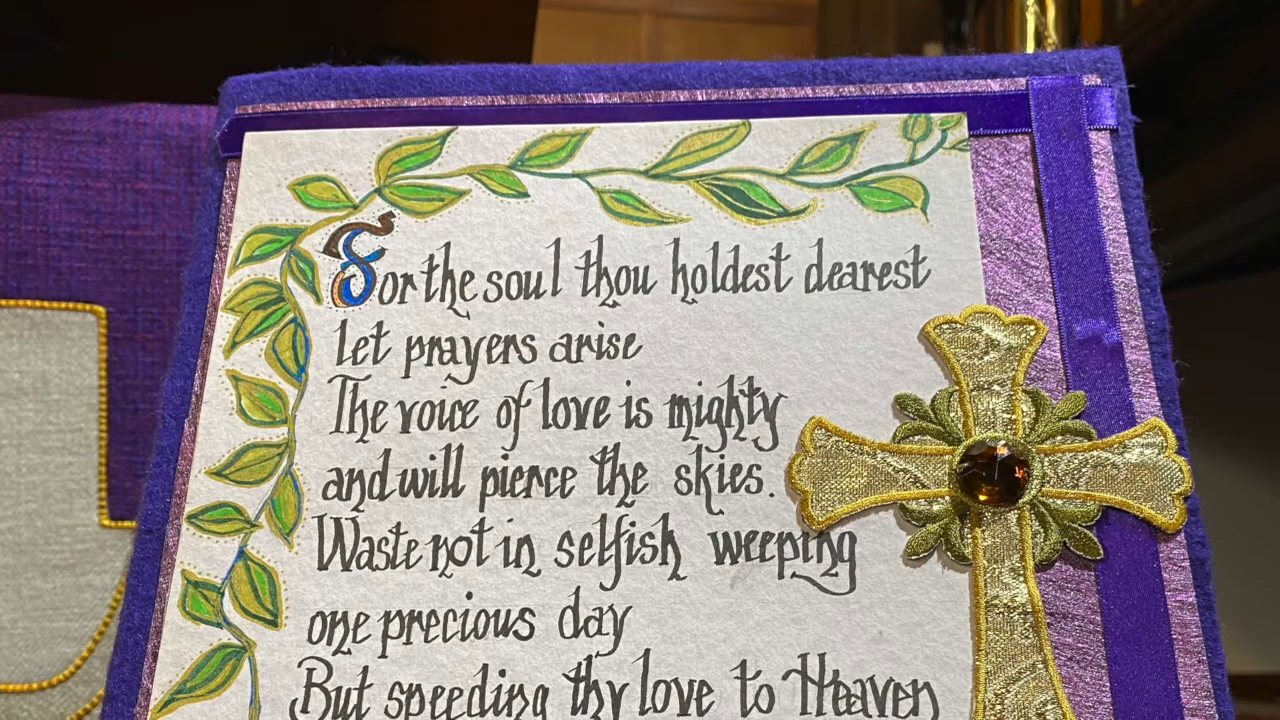 For the soul thou holdest dearest
let prayers arise
The voice of love is mighty
and will pierce the skies.
Waste not in selfish weeping
one precious day
But speeding thy love to Heaven